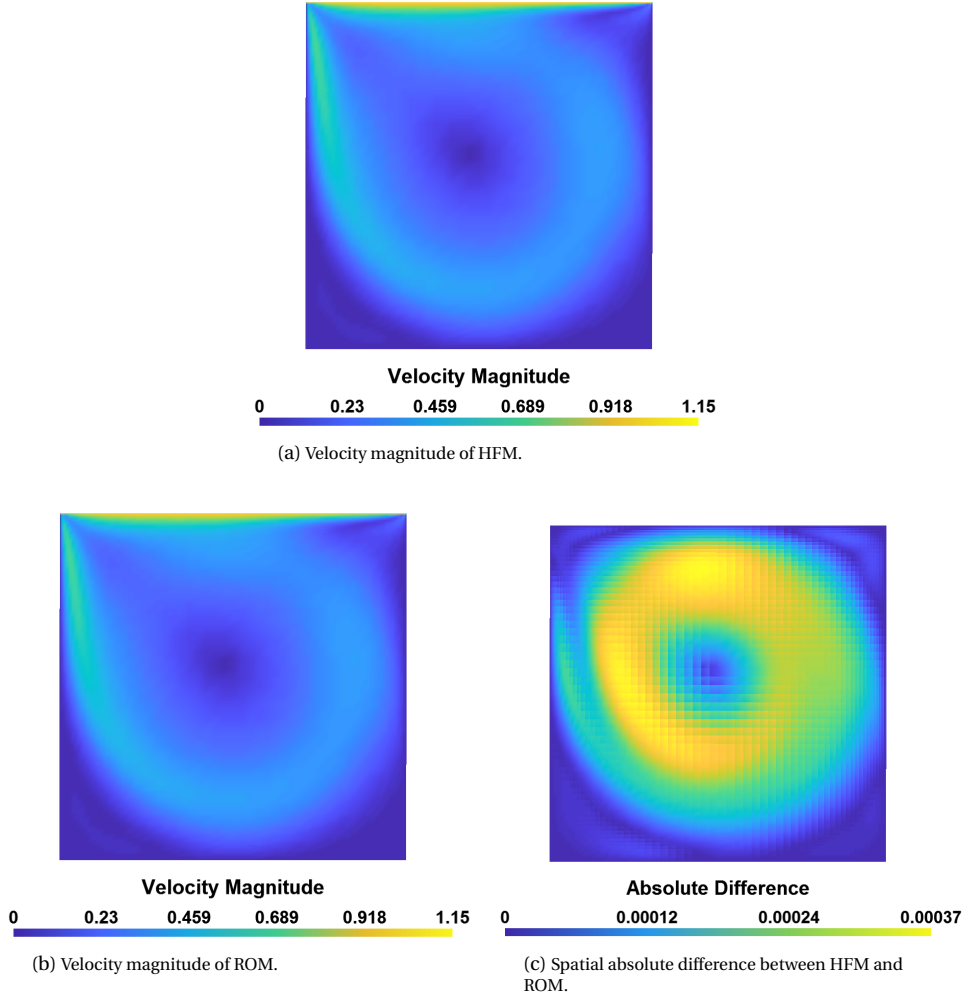 Velocity Magnitude
0 0.23 0.459 0.689 0.918 1.15
(a) Velocity magnitude of HFM.
Velocity Magnitude
0 0.23 0.459 0.689 0.918 1.15
(b) Velocity magnitude of ROM.
Absolute Difference
0 0.00012 0.00024 0.00037
(c) Spatial absolute difference between HFM and
ROM.